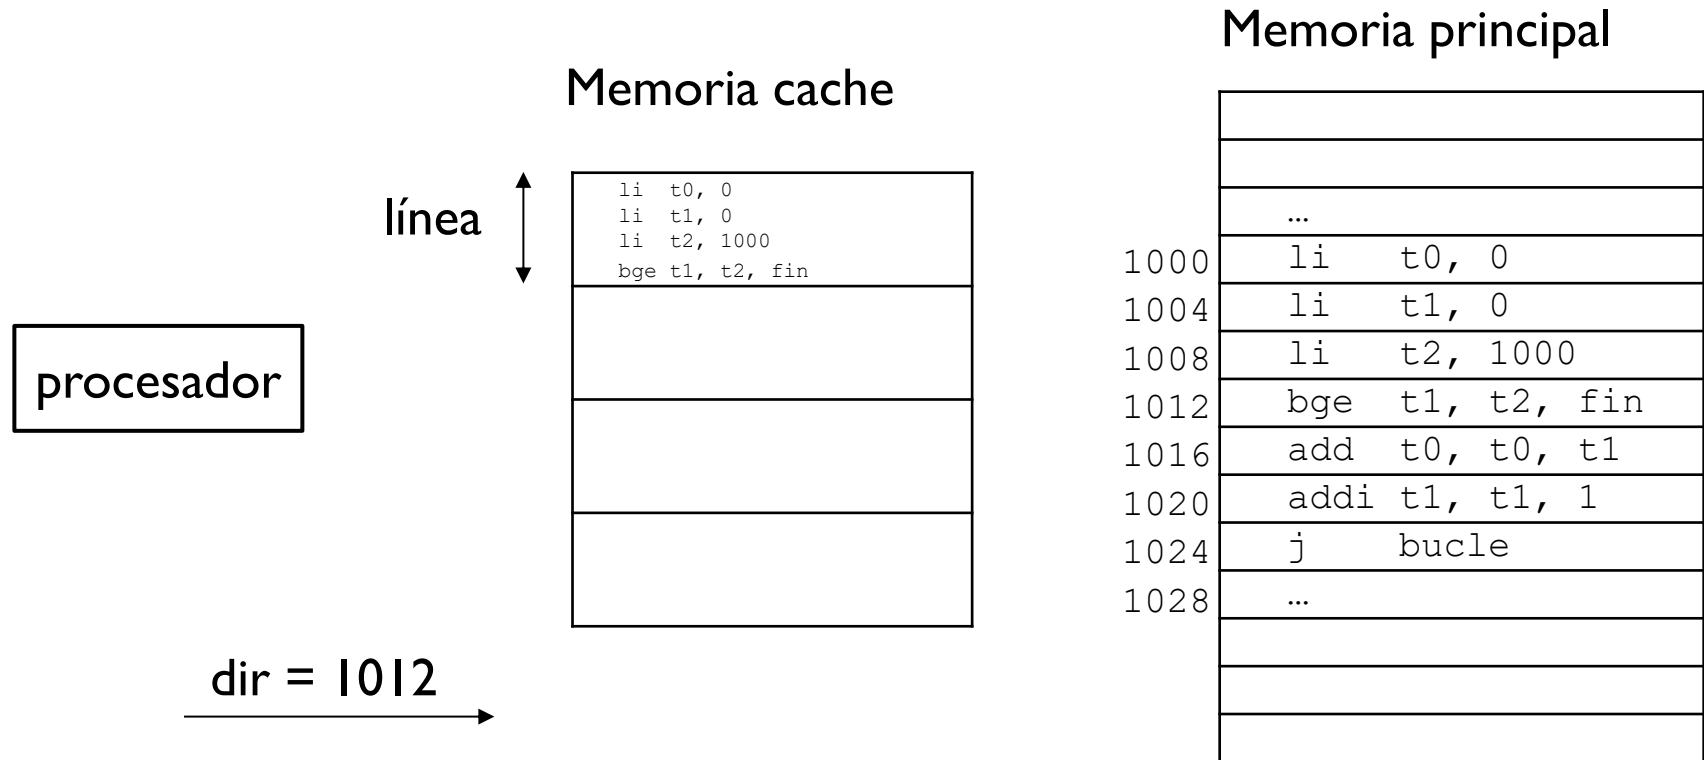 Memoria principal
Memoria cache
línea
li t0, 0
li t1, 0
li t2, 1000
bge t1, t2, fin
procesador
dir = 1012
…
1000 li t0, 0
1004 li t1, 0
1008 li t2, 1000
1012 bge t1, t2, fin
1016 add t0, t0, t1
1020 addi t1, t1, 1
1024 j bucle
1028 …